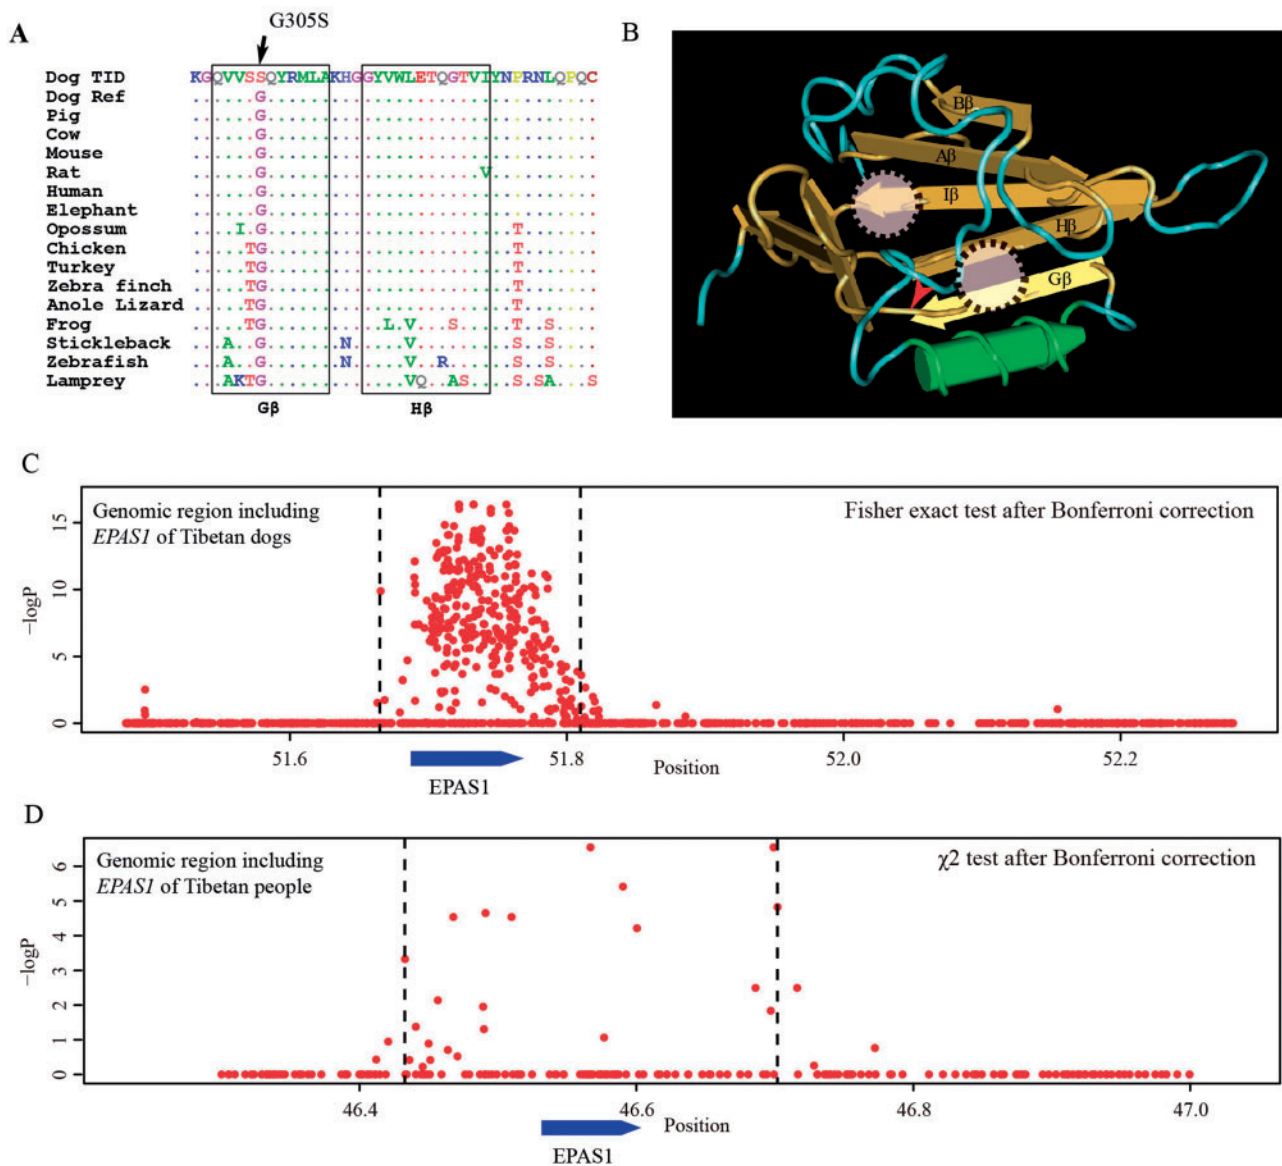 A
G305S
Dog TID KGQVVSSQYRMLAKHGGYVWLETQGTVIYNPRNLQPQC
Dog Ref ......G...............................
Pig ......G...............................
Cow ......G...............................
Mouse ......G...............................
Rat ......G....................V..........
Human ......G...............................
Elephant ......G...............................
Opossum ....I.G.......................T.......
Chicken .....TG.......................T.......
Turkey .....TG.......................T.......
Zebra finch .....TG.......................T.......
Anole Lizard .....TG.......................T.......
Frog .....TG...........L.V...S.....T..S....
Stickleback ...A..G.......N.....V.........S..S....
Zebrafish ...A..G.......N.....V..R......S..S....
Lamprey ...AKTG.............VQ..AS....S.SA...S
Gβ Hβ
B
Bβ
Aβ
Iβ
Hβ
Gβ
C
Genomic region including
EPAS1 of Tibetan dogs
Fisher exact test after Bonferroni correction
−logP
15
10
5
0
51.6 51.8 52.0 52.2
Position
EPAS1
D
Genomic region including
EPAS1 of Tibetan people
χ2 test after Bonferroni correction
−logP
6
5
4
3
2
1
0
46.4 46.6 46.8 47.0
Position
EPAS1